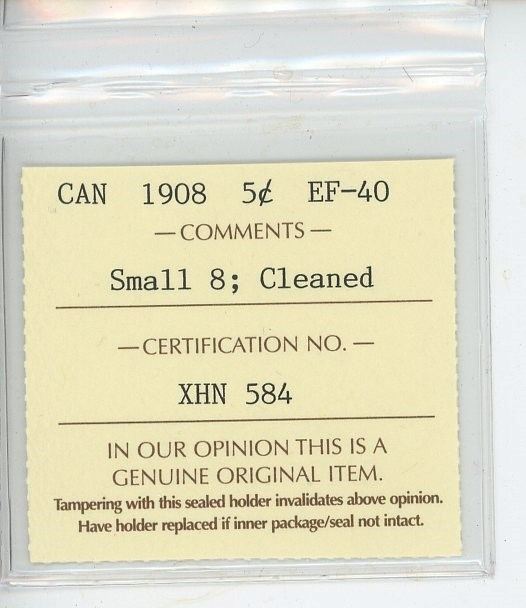 CAN 1908 5¢ EF-40
— COMMENTS —
Small 8; Cleaned
— CERTIFICATION NO. —
XHN 584
IN OUR OPINION THIS IS A
GENUINE ORIGINAL ITEM.
Tampering with this sealed holder invalidates above opinion.
Have holder replaced if inner package/seal not intact.